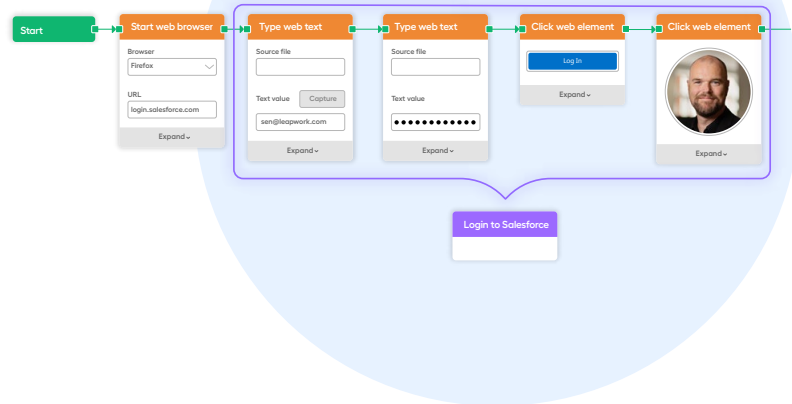 Start
Start web browser
Browser
Firefox
URL
login.salesforce.com
Expand
Type web text
Source file
Text value
Capture
sen@leapwork.com
Expand
Type web text
Source file
Text value
●●●●●●●●●●●●
Expand
Click web element
Log In
Expand
Click web element
Expand
Login to Salesforce